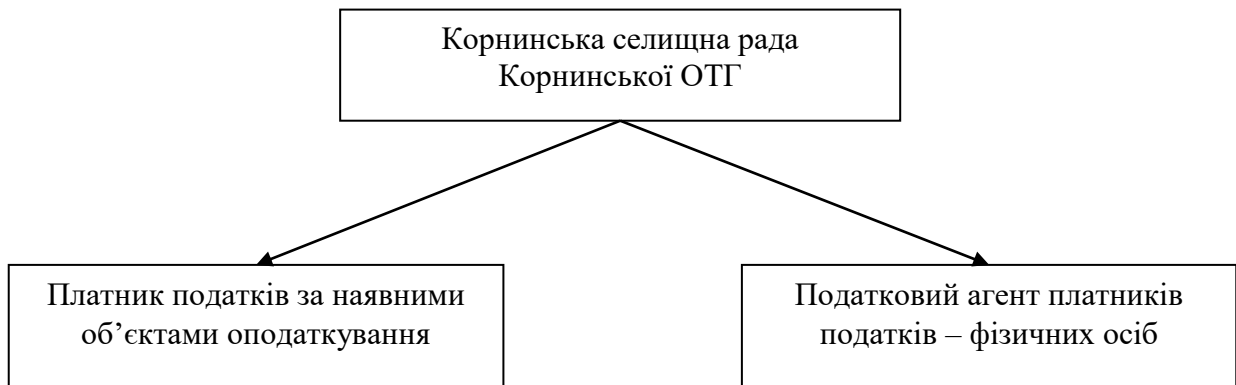 Корнинська селищна рада
Корнинської ОТГ
Платник податків за наявними
об’єктами оподаткування
Податковий агент платників
податків – фізичних осіб